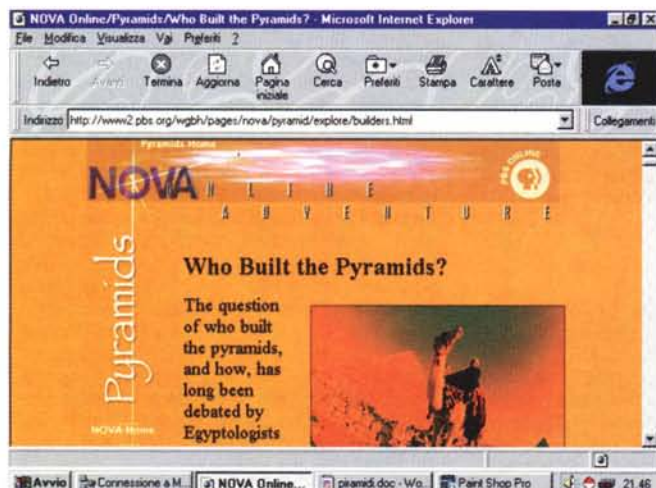 NOVA Online/Pyramids/Who Built the Pyramids? - Microsoft Internet Explorer
File Modifica Visualizza Vai Preferiti ?
Indietro Avanti Termina Aggiorna Pagina iniziale Cerca Preferiti Stampa Carattere Posta
Indirizzo http://www2.pbs.org/wgbh/pages/nova/pyramid/explore/builders.html Collegamenti
Pyramids Home
NOVA ONLINE
ADVENTURE
PBS ONLINE
Pyramids
NOVA Home
Who Built the Pyramids?
The question
of who built
the pyramids,
and how, has
long been
debated by
Egyptologists
Avvio Connessione a M... NOVA Online... piramidi.doc - Wo... Paint Shop Pro 21.46